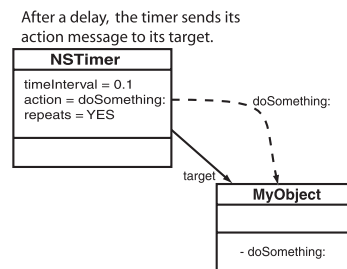 After a delay, the timer sends its
action message to its target.
NSTimer
timeInterval = 0.1
action = doSomething:
repeats = YES
doSomething:
target
MyObject
- doSomething: